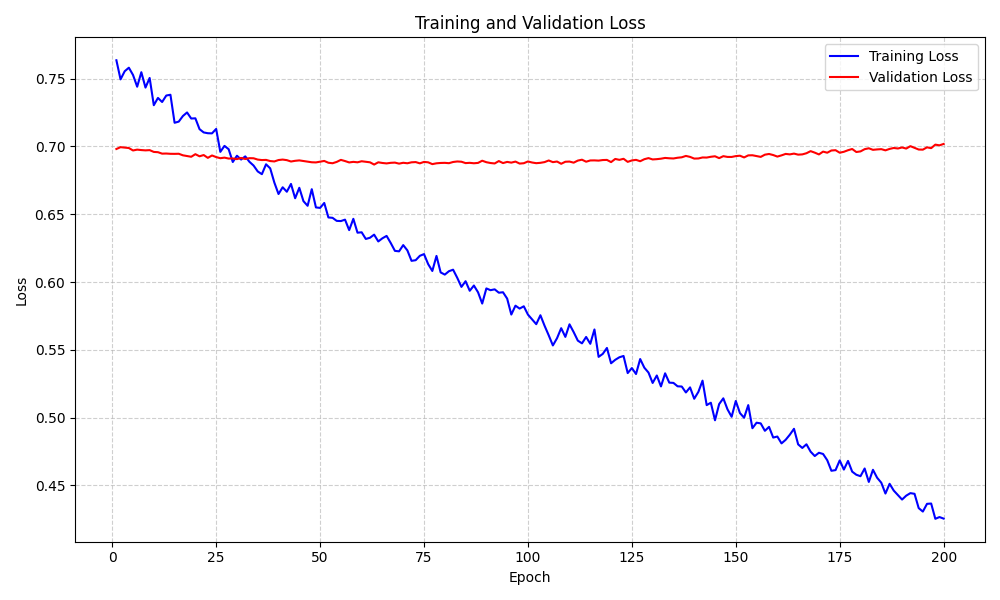 Training and Validation Loss
Training Loss
Validation Loss
Loss
0.75
0.70
0.65
0.60
0.55
0.50
0.45
0 25 50 75 100 125 150 175 200
Epoch